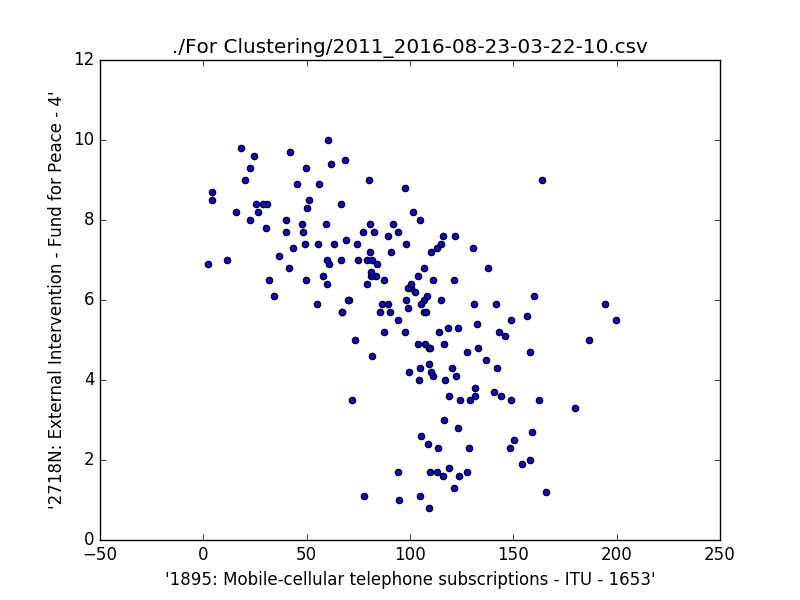 ./For Clustering/2011_2016-08-23-03-22-10.csv
12
10
8
6
4
2
0
'2718N: External Intervention - Fund for Peace - 4'
−50 0 50 100 150 200 250
'1895: Mobile-cellular telephone subscriptions - ITU - 1653'